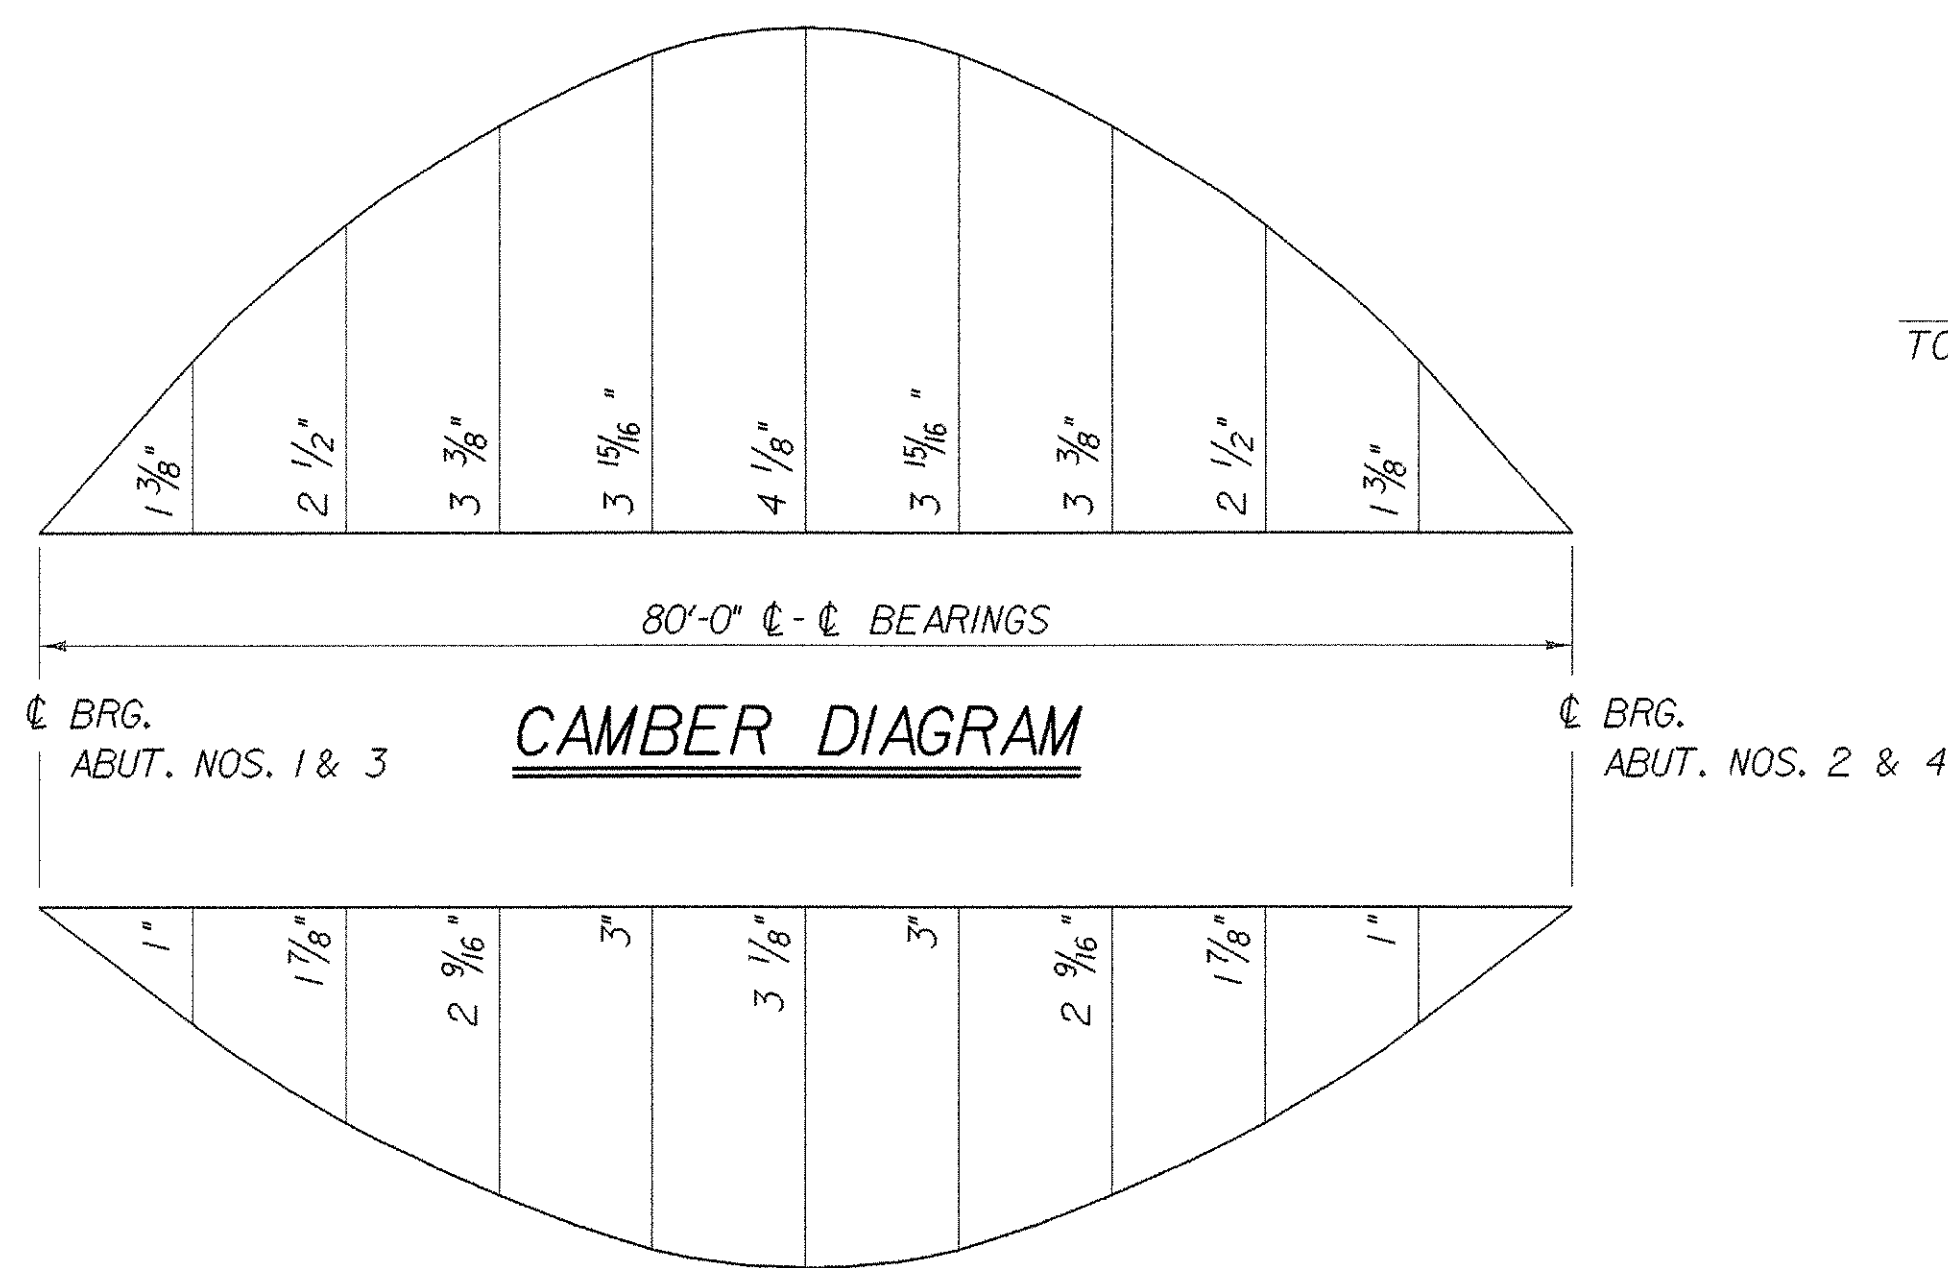 1 3/8" 2 1/2" 3 3/8" 3 15/16 " 4 1/8" 3 15/16 " 3 3/8" 2 1/2" 1 3/8"
TO
80'-0" ℄ - ℄ BEARINGS
℄ BRG.
ABUT. NOS. 1 & 3
CAMBER DIAGRAM
℄ BRG.
ABUT. NOS. 2 & 4
1" 1 7/8" 2 9/16 " 3" 3 1/8" 3" 2 9/16 " 1 7/8" 1"